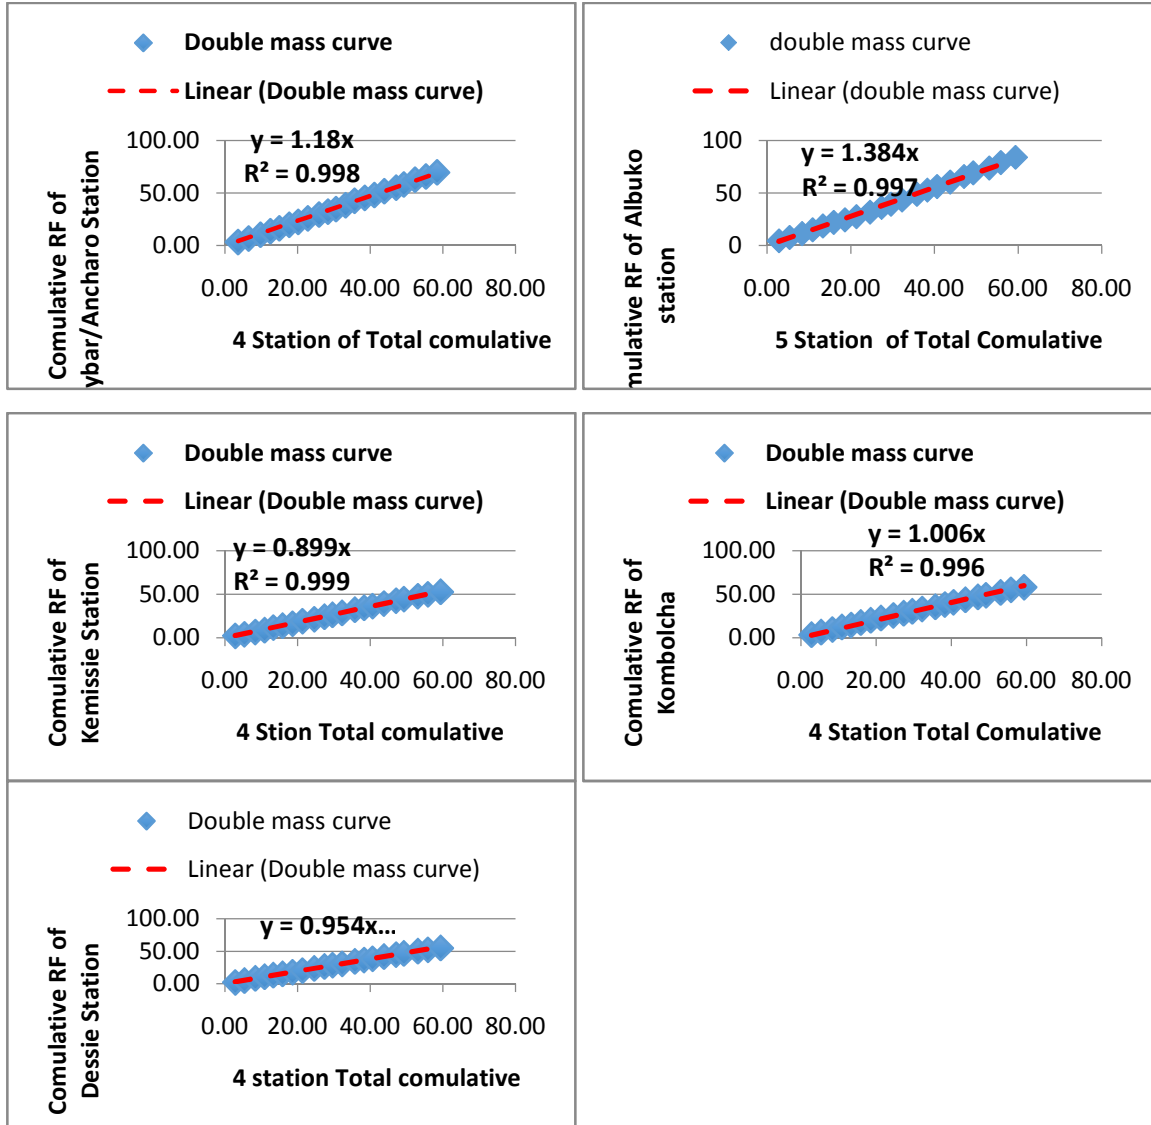 Double mass curve
Linear (Double mass curve)
y = 1.18x
R² = 0.998
100.00
50.00
0.00
0.00 20.00 40.00 60.00 80.00
4 Station of Total comulative
Comulative RF of
ybar/Ancharo Station
double mass curve
Linear (double mass curve)
y = 1.384x
R² = 0.997
100
50
0
0.00 20.00 40.00 60.00 80.00
5 Station of Total Comulative
mulative RF of Albuko
station
Double mass curve
Linear (Double mass curve)
y = 0.899x
R² = 0.999
100.00
50.00
0.00
0.00 20.00 40.00 60.00 80.00
4 Stion Total comulative
Comulative RF of
Kemissie Station
Double mass curve
Linear (Double mass curve)
y = 1.006x
R² = 0.996
100.00
50.00
0.00
0.00 20.00 40.00 60.00 80.00
4 Station Total Comulative
Comulative RF of
Kombolcha
Double mass curve
Linear (Double mass curve)
y = 0.954x...
100.00
50.00
0.00
0.00 20.00 40.00 60.00 80.00
4 station Total comulative
Comulative RF of
Dessie Station